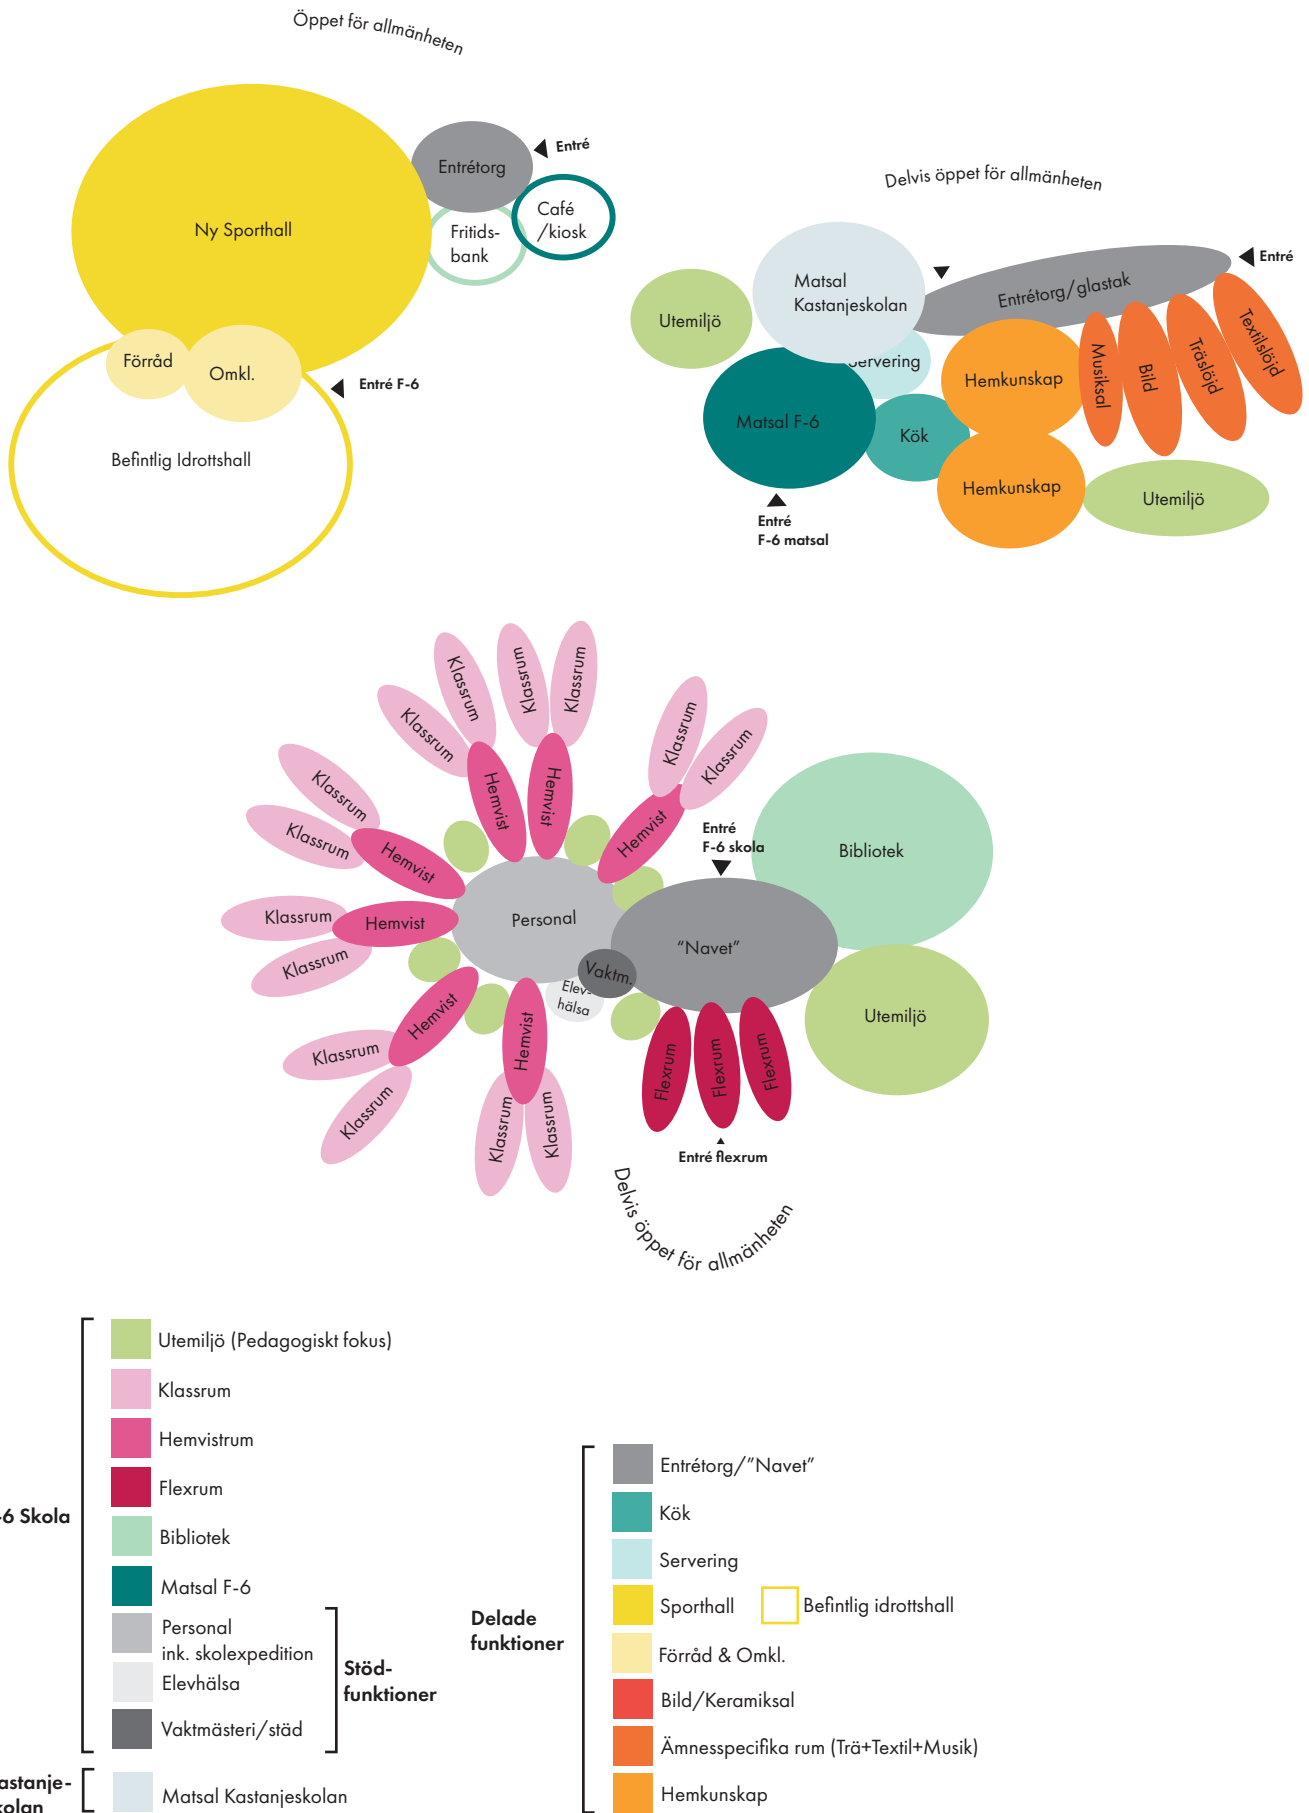 Öppet för allmänheten
Entrétorg
Entré
Ny Sporthall
Fritids-
bank
Café
/kiosk
Förråd
Omkl.
Entré F-6
Befintlig Idrottshall
Delvis öppet för allmänheten
Utemiljö
Matsal
Kastanjeskolan
Entrétorg/glastak
Entré
Servering
Matsal F-6
Kök
Hemkunskap
Hemkunskap
Musiksal
Bild
Träslöjd
Textilslöjd
Utemiljö
Entré
F-6 matsal
Klassrum
Klassrum
Klassrum
Klassrum
Klassrum
Klassrum
Klassrum
Klassrum
Hemvist
Hemvist
Hemvist
Hemvist
Klassrum
Hemvist
Klassrum
Personal
Entré
F-6 skola
Bibliotek
"Navet"
Vaktm.
Elev-
hälsa
Utemiljö
Hemvist
Hemvist
Klassrum
Klassrum
Klassrum
Klassrum
Flexrum
Flexrum
Flexrum
Entré flexrum
Delvis öppet för allmänheten
Utemiljö (Pedagogiskt fokus)
Klassrum
Hemvistrum
Flexrum
-6 Skola
Bibliotek
Matsal F-6
Personal
ink. skolexpedition
Elevhälsa
Vaktmästeri/städ
Stöd-
funktioner
astanje-
kolan
Matsal Kastanjeskolan
Delade
funktioner
Entrétorg/"Navet"
Kök
Servering
Sporthall
Befintlig idrottshall
Förråd & Omkl.
Bild/Keramiksal
Ämnesspecifika rum (Trä+Textil+Musik)
Hemkunskap